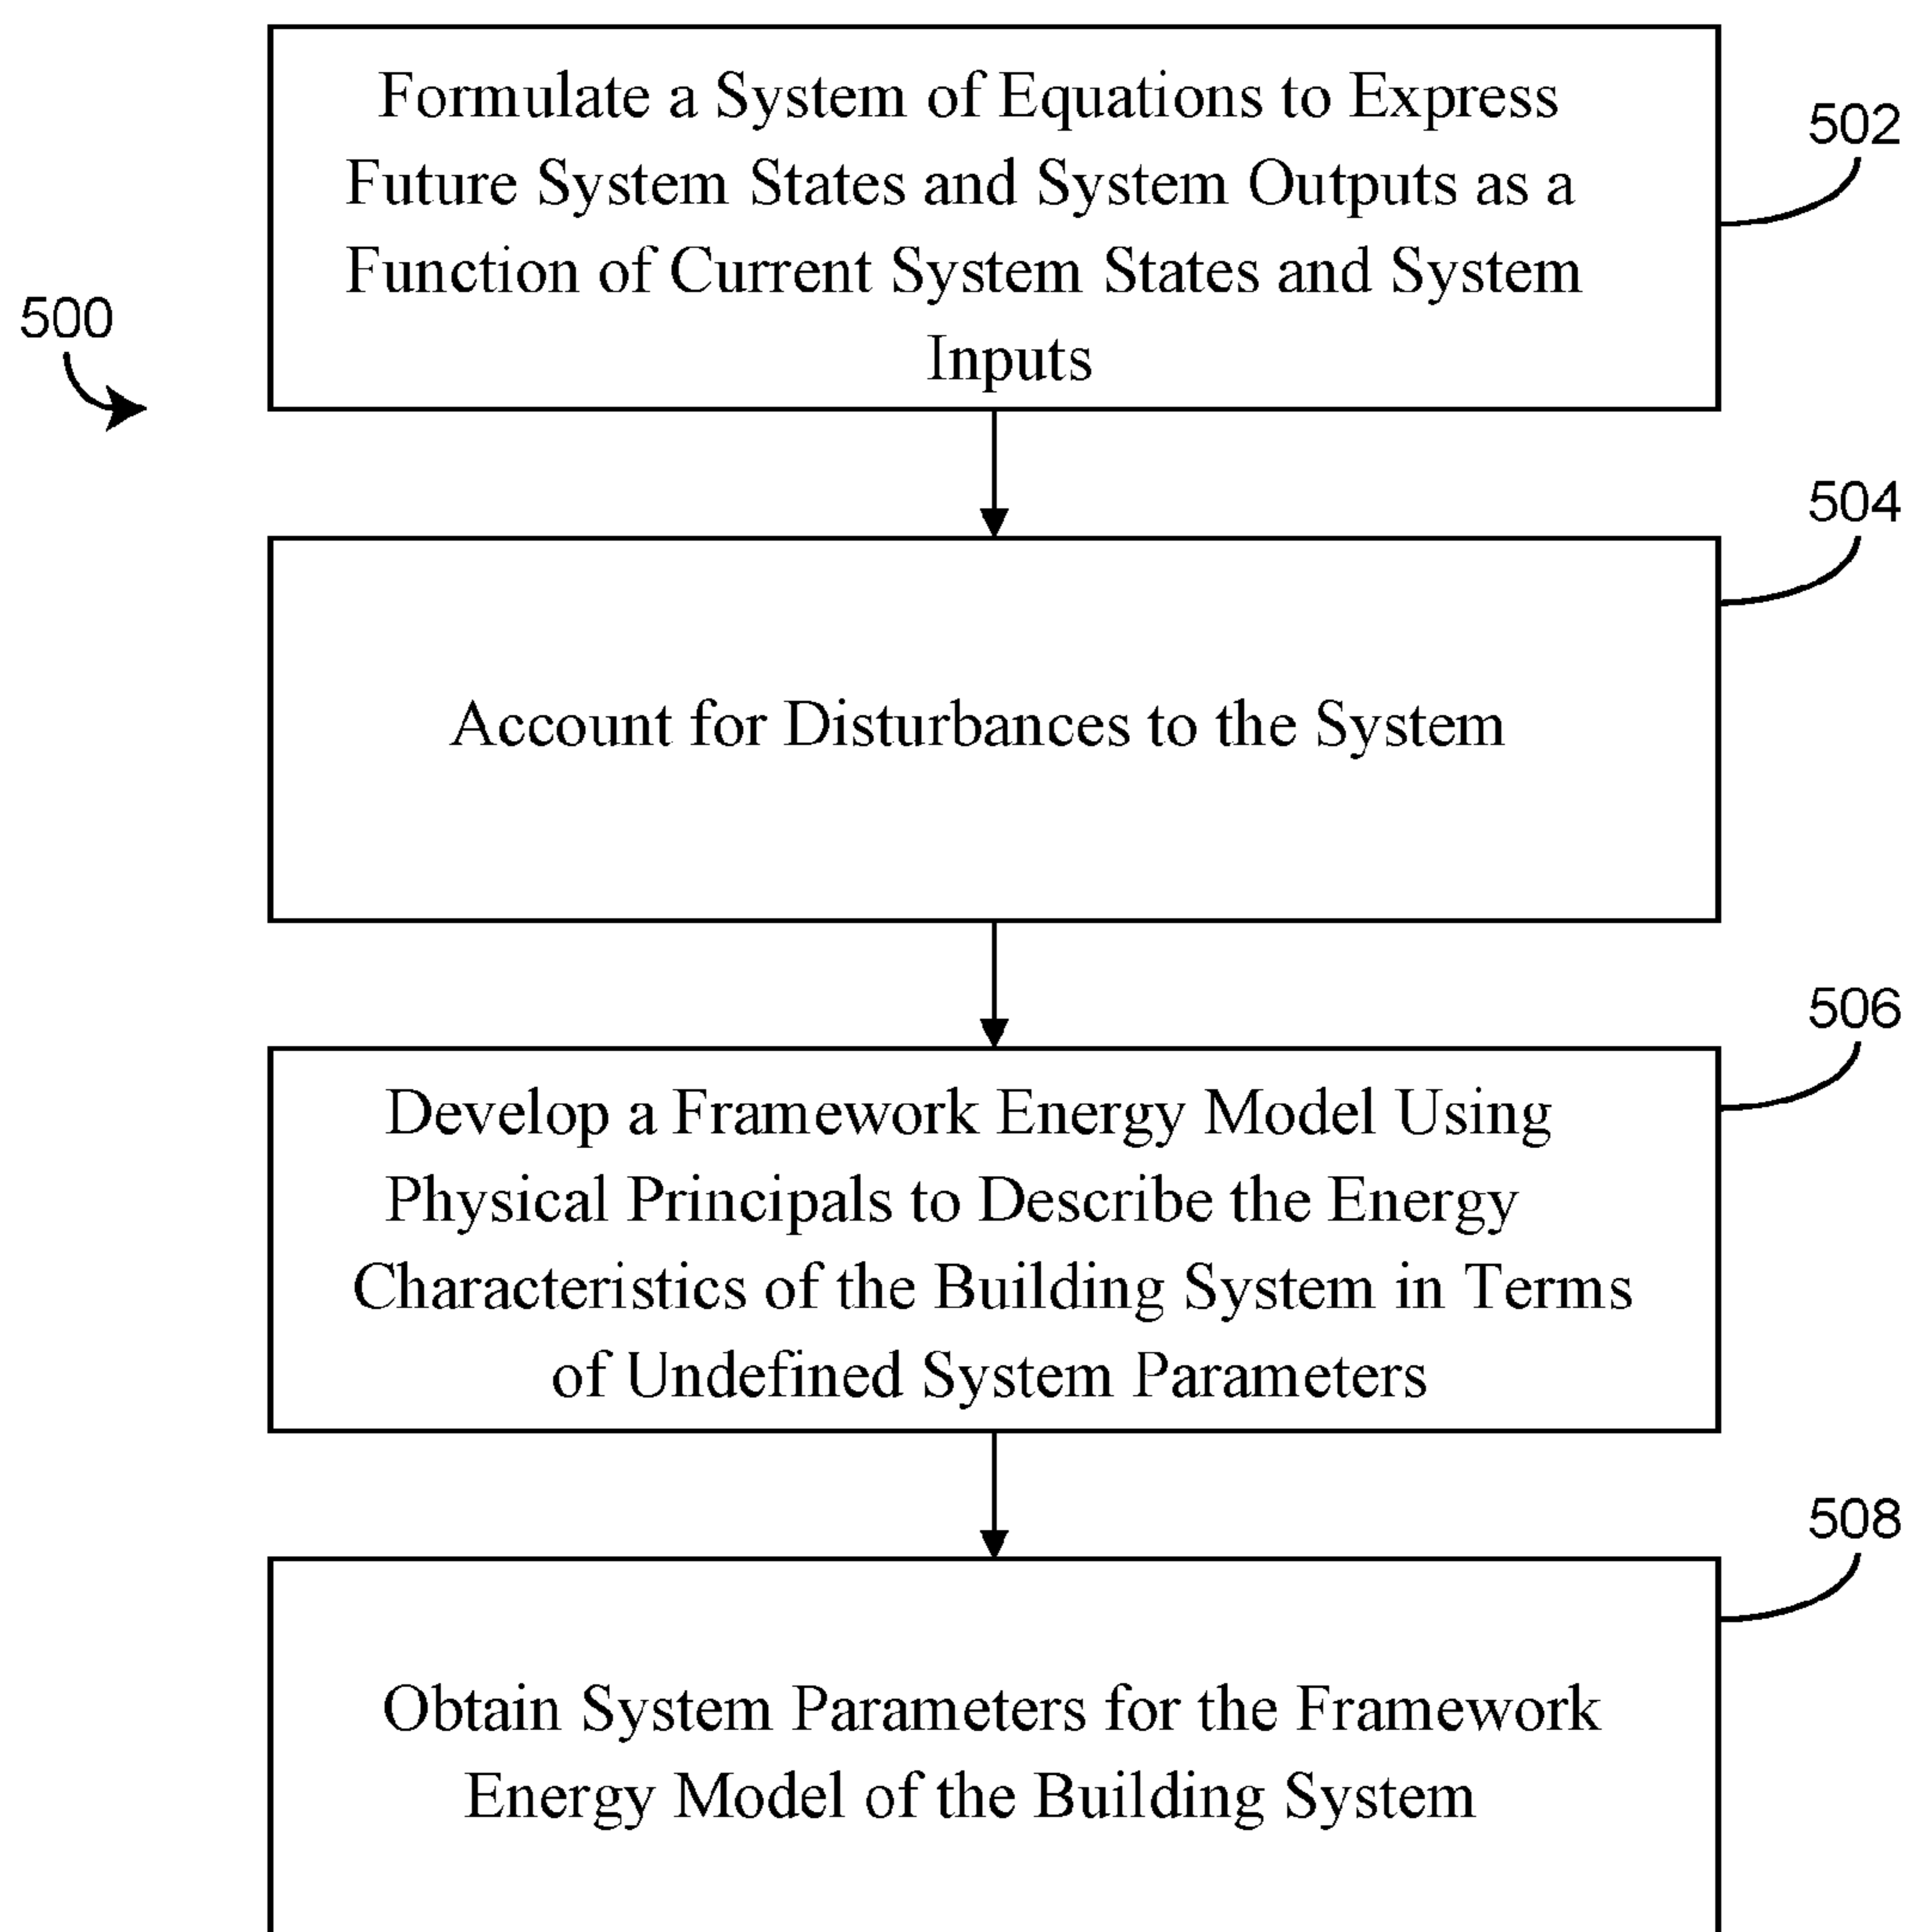 Formulate a System of Equations to Express
Future System States and System Outputs as a
Function of Current System States and System
Inputs
502
500
504
Account for Disturbances to the System
506
Develop a Framework Energy Model Using
Physical Principals to Describe the Energy
Characteristics of the Building System in Terms
of Undefined System Parameters
508
Obtain System Parameters for the Framework
Energy Model of the Building System